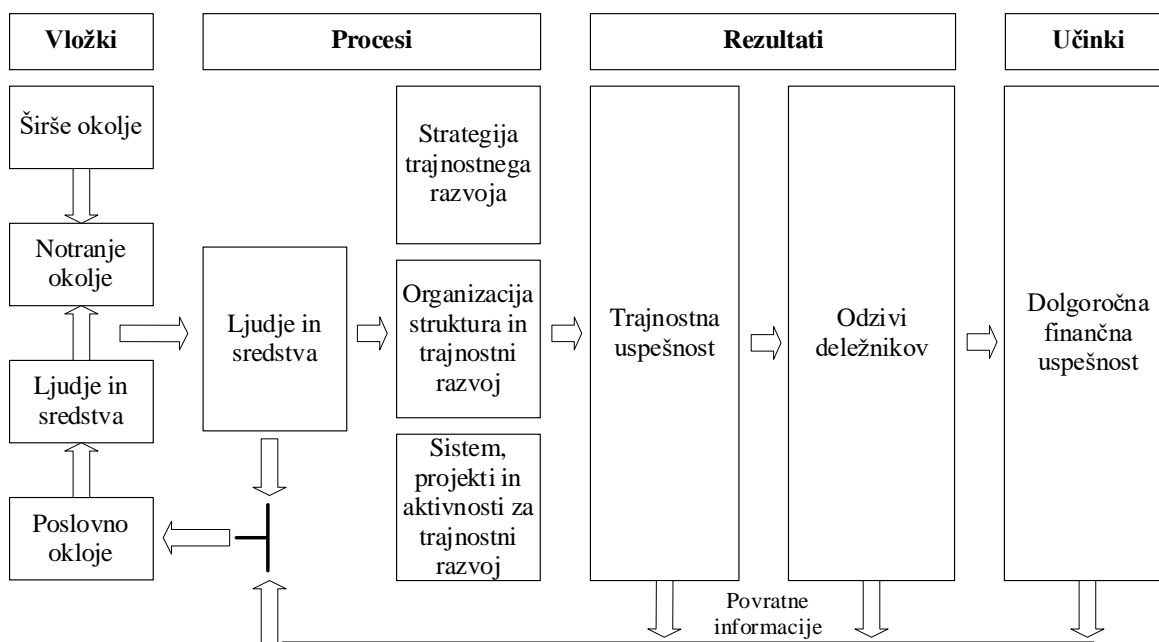 Vložki
Procesi
Rezultati
Učinki
Širše okolje
Notranje
okolje
Ljudje in
sredstva
Poslovno
okloje
Ljudje in
sredstva
Strategija
trajnostnega
razvoja
Organizacija
struktura in
trajnostni
razvoj
Sistem,
projekti in
aktivnosti za
trajnostni
razvoj
Trajnostna
uspešnost
Odzivi
deležnikov
Dolgoročna
finančna
uspešnost
Povratne
informacije